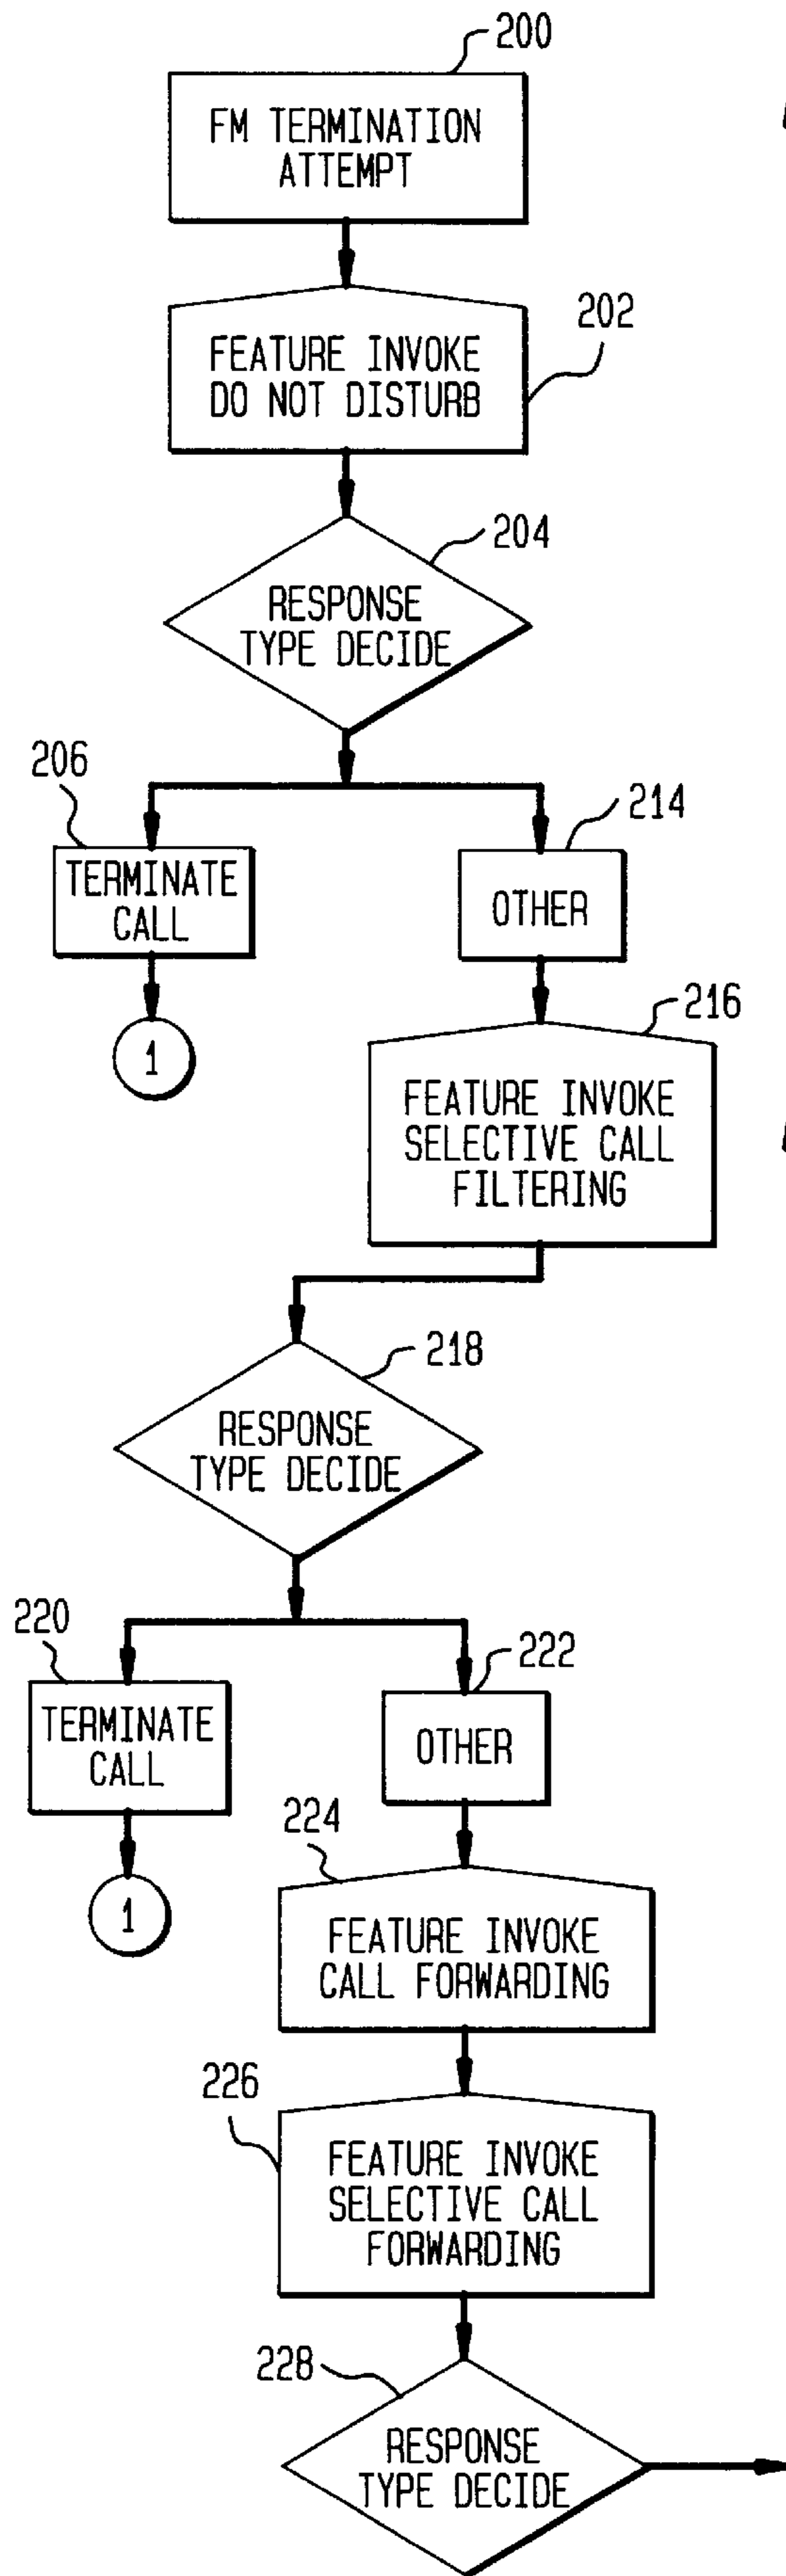 200
FM TERMINATION
ATTEMPT
202
FEATURE INVOKE
DO NOT DISTURB
204
RESPONSE
TYPE DECIDE
206
TERMINATE
CALL
1
214
OTHER
216
FEATURE INVOKE
SELECTIVE CALL
FILTERING
218
RESPONSE
TYPE DECIDE
220
TERMINATE
CALL
1
222
OTHER
224
FEATURE INVOKE
CALL FORWARDING
226
FEATURE INVOKE
SELECTIVE CALL
FORWARDING
228
RESPONSE
TYPE DECIDE